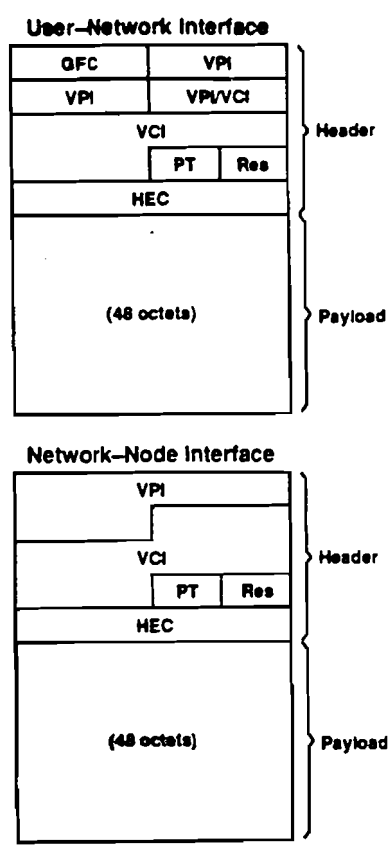 User–Network Interface
GFC VPI
VPI VPI/VCI
VCI
Header
PT Res
HEC
(48 octets)
Payload
Network–Node Interface
VPI
VCI
Header
PT Res
HEC
(48 octets)
Payload